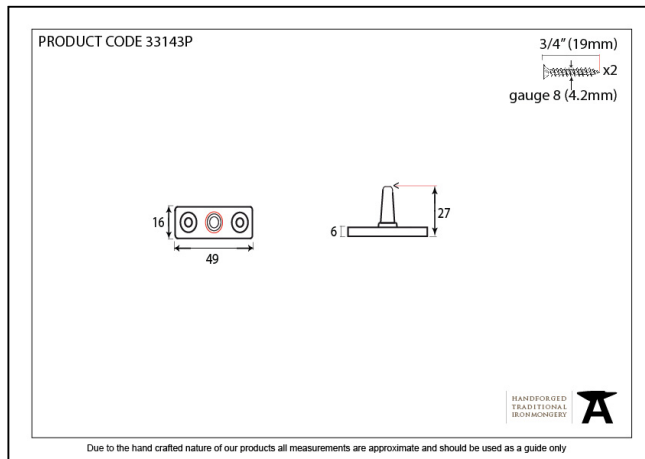 PRODUCT CODE 33143P
3/4" (19mm)
x2
gauge 8 (4.2mm)
16
49
6
27
HANDFORGED
TRADITIONAL
IRONMONGERY
A
Due to the hand crafted nature of our products all measurements are approximate and should be used as a guide only